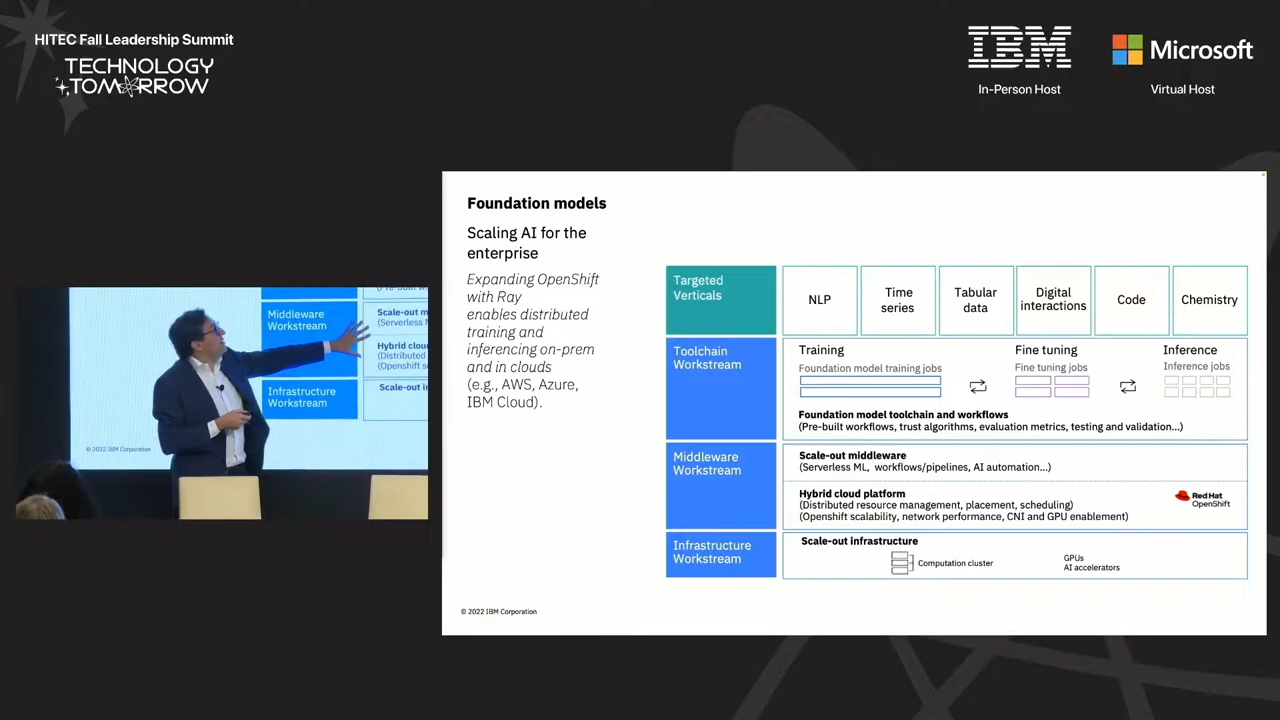 HITEC Fall Leadership Summit
TECHNOLOGY
TOMORROW
IBM
In-Person Host
Microsoft
Virtual Host
Middleware
Workstream
Infrastructure
Workstream
Scale-out m
(Serverless M
Hybrid clou
(Distributed
(Openshift s
Scale-out in
© 2022 IBM Corporation
Foundation models
Scaling AI for the
enterprise
Expanding OpenShift
with Ray
enables distributed
training and
inferencing on-prem
and in clouds
(e.g., AWS, Azure,
IBM Cloud).
Targeted
Verticals
NLP
Time
series
Tabular
data
Digital
interactions
Code
Chemistry
Toolchain
Workstream
Training
Foundation model training jobs
Fine tuning
Fine tuning jobs
Inference
Inference jobs
Foundation model toolchain and workflows
(Pre-built workflows, trust algorithms, evaluation metrics, testing and validation...)
Middleware
Workstream
Scale-out middleware
(Serverless ML, workflows/pipelines, AI automation...)
Hybrid cloud platform
(Distributed resource management, placement, scheduling)
(Openshift scalability, network performance, CNI and GPU enablement)
Red Hat
OpenShift
Infrastructure
Workstream
Scale-out infrastructure
Computation cluster
GPUs
AI accelerators
© 2022 IBM Corporation